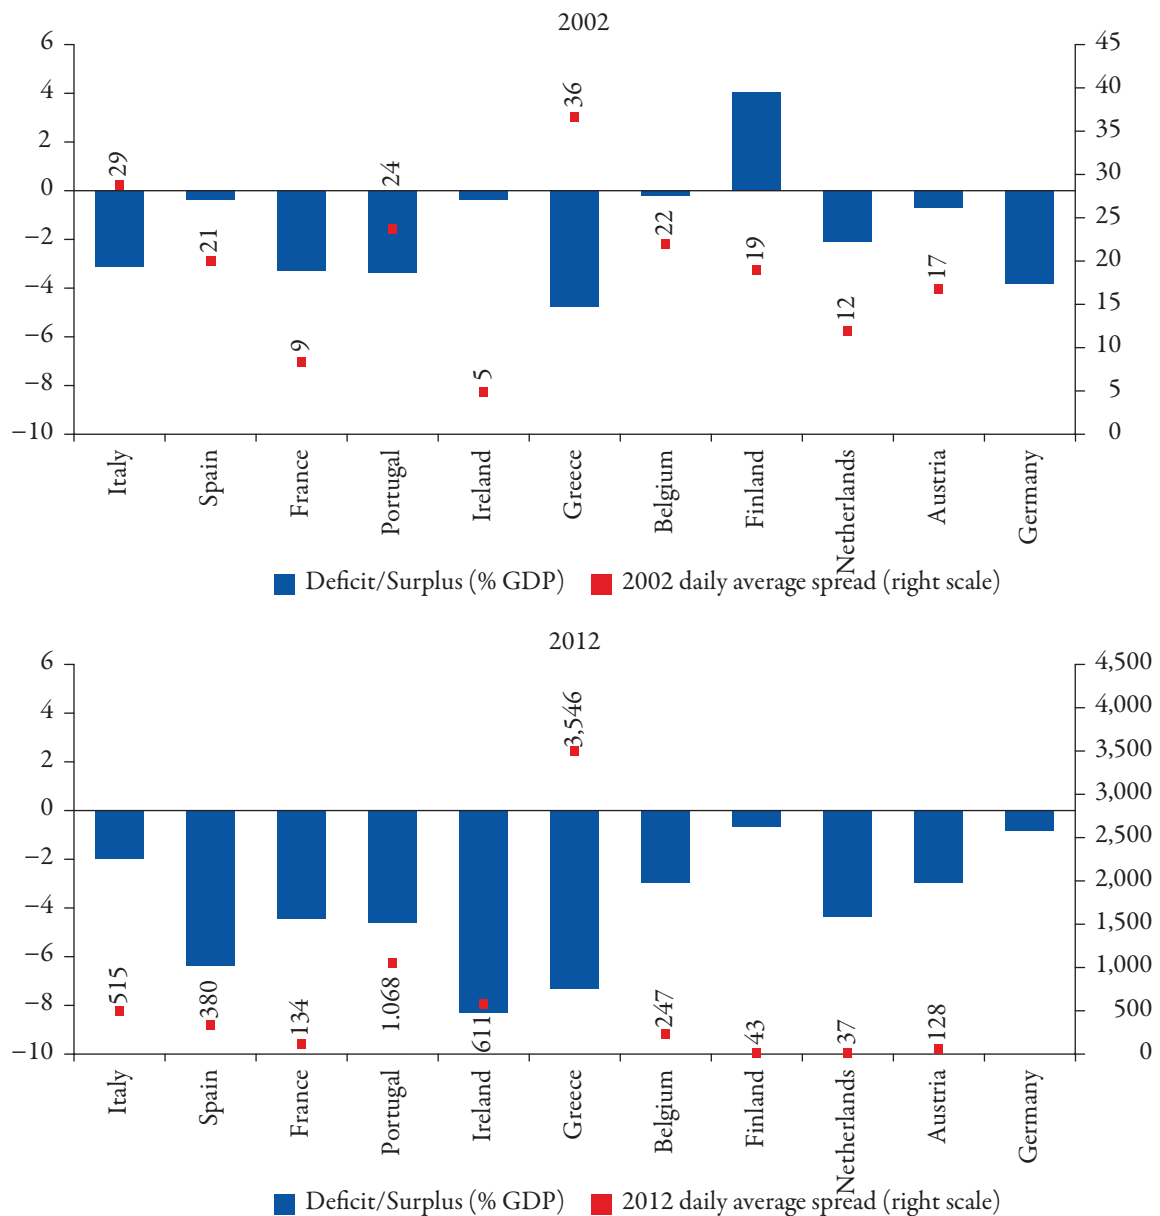 2002
6
4
2
0
−2
−4
−6
−8
−10
45
40
35
30
25
20
15
10
5
0
29
21
9
24
5
36
22
19
12
17
Italy
Spain
France
Portugal
Ireland
Greece
Belgium
Finland
Netherlands
Austria
Germany
Deficit/Surplus (% GDP) 2002 daily average spread (right scale)
2012
6
4
2
0
−2
−4
−6
−8
−10
4,500
4,000
3,500
3,000
2,500
2,000
1,500
1,000
500
0
515
380
134
1.068
611
3,546
247
43
37
128
Italy
Spain
France
Portugal
Ireland
Greece
Belgium
Finland
Netherlands
Austria
Germany
Deficit/Surplus (% GDP) 2012 daily average spread (right scale)